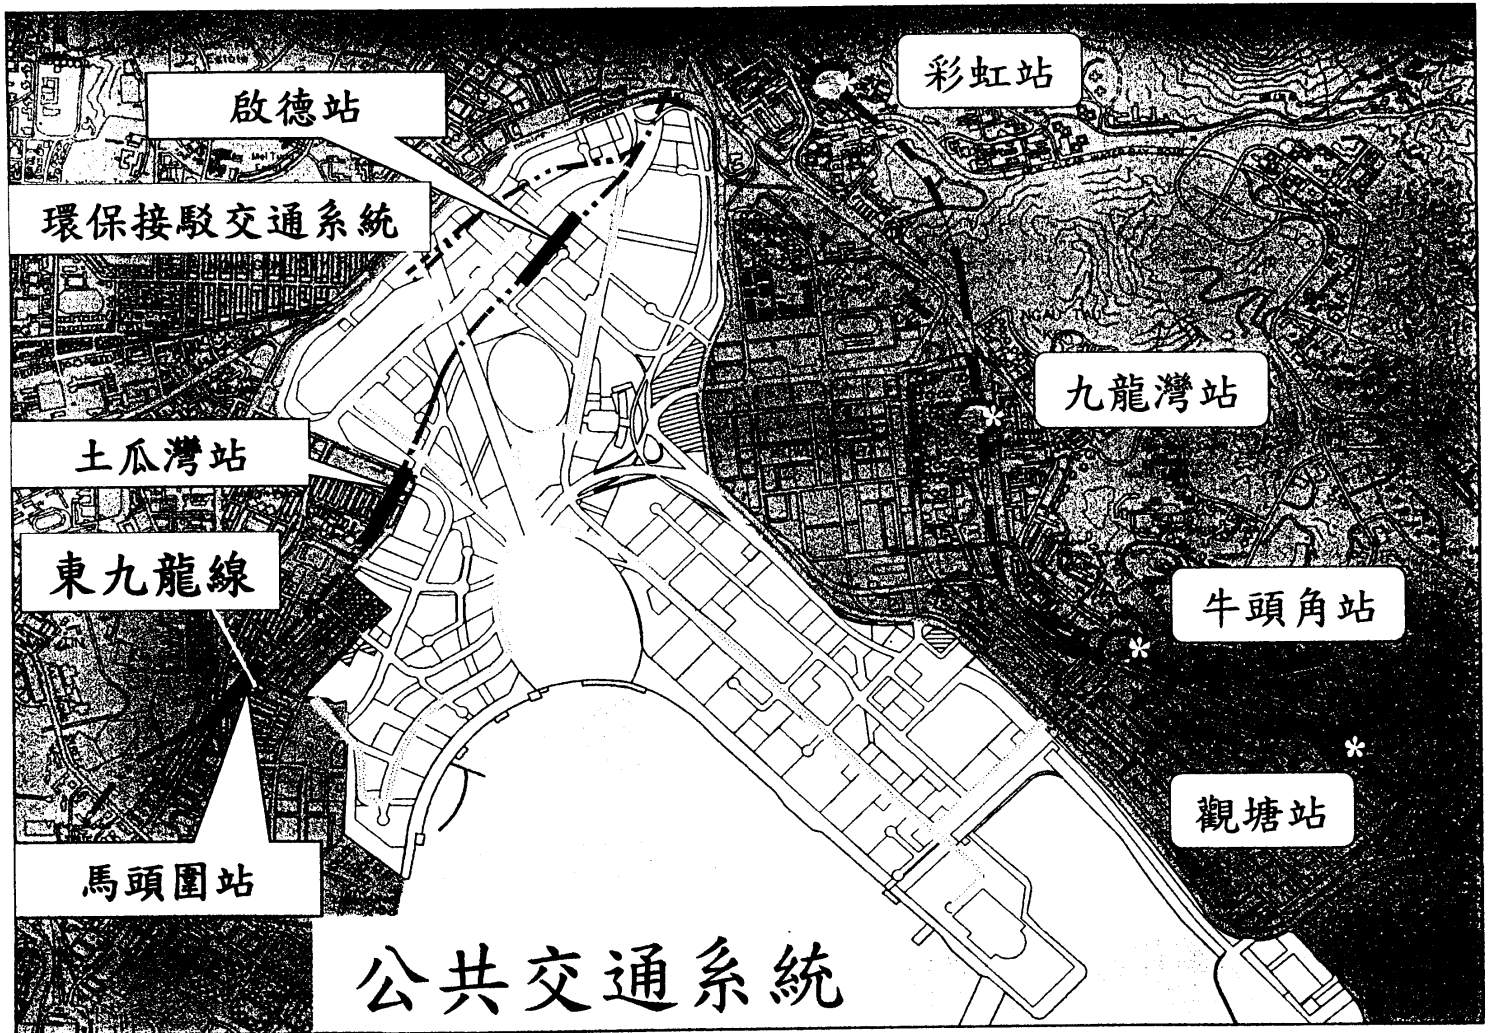 彩虹站
啟德站
環保接駁交通系統
九龍灣站
土瓜灣站
東九龍線
牛頭角站
觀塘站
馬頭圍站
公共交通系統